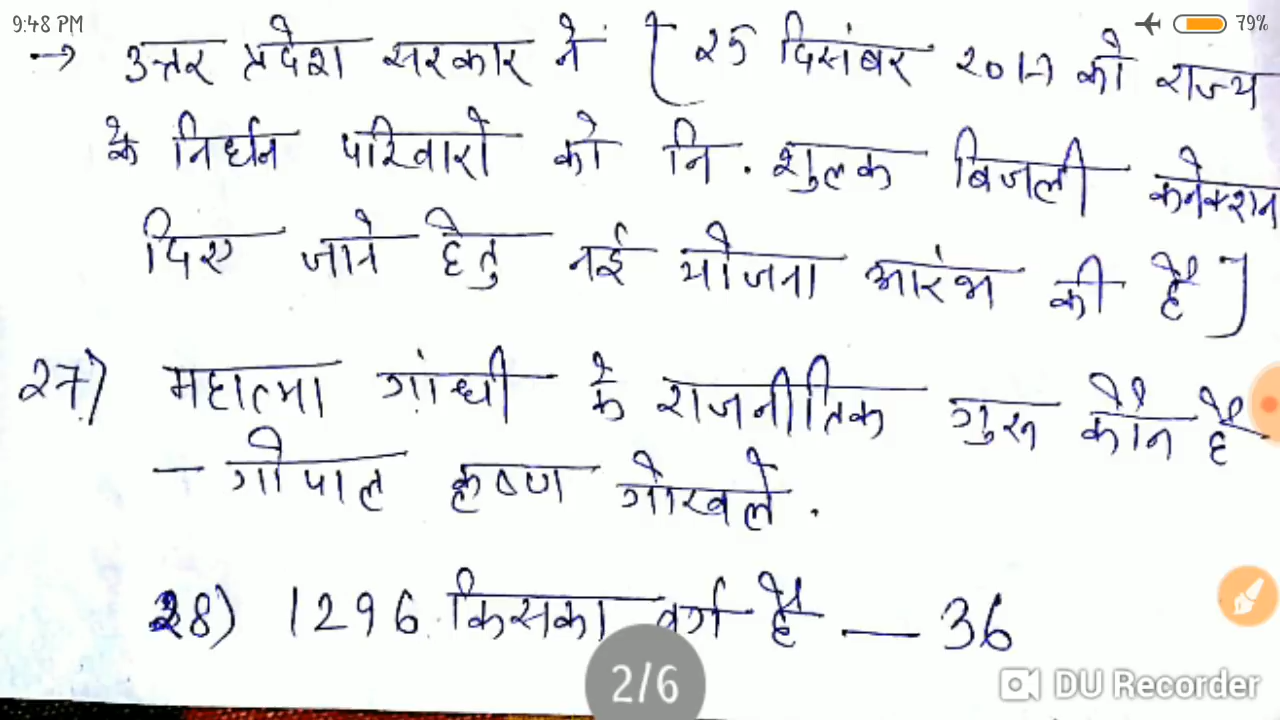 9:48 PM 79%
→ उत्तर प्रदेश सरकार ने [ 25 दिसंबर 2017 को राज्य
के निर्धन परिवारो को नि. शुल्क बिजली कनेक्शन
दिए जाने हेतु नई योजना आरंभ की है ]
27) महात्मा गांधी के राजनीतिक गुरु कौन है
- गोपाल कृष्ण गोखले .
28) 1296 किसका वर्ग है — 36
2/6
DU Recorder